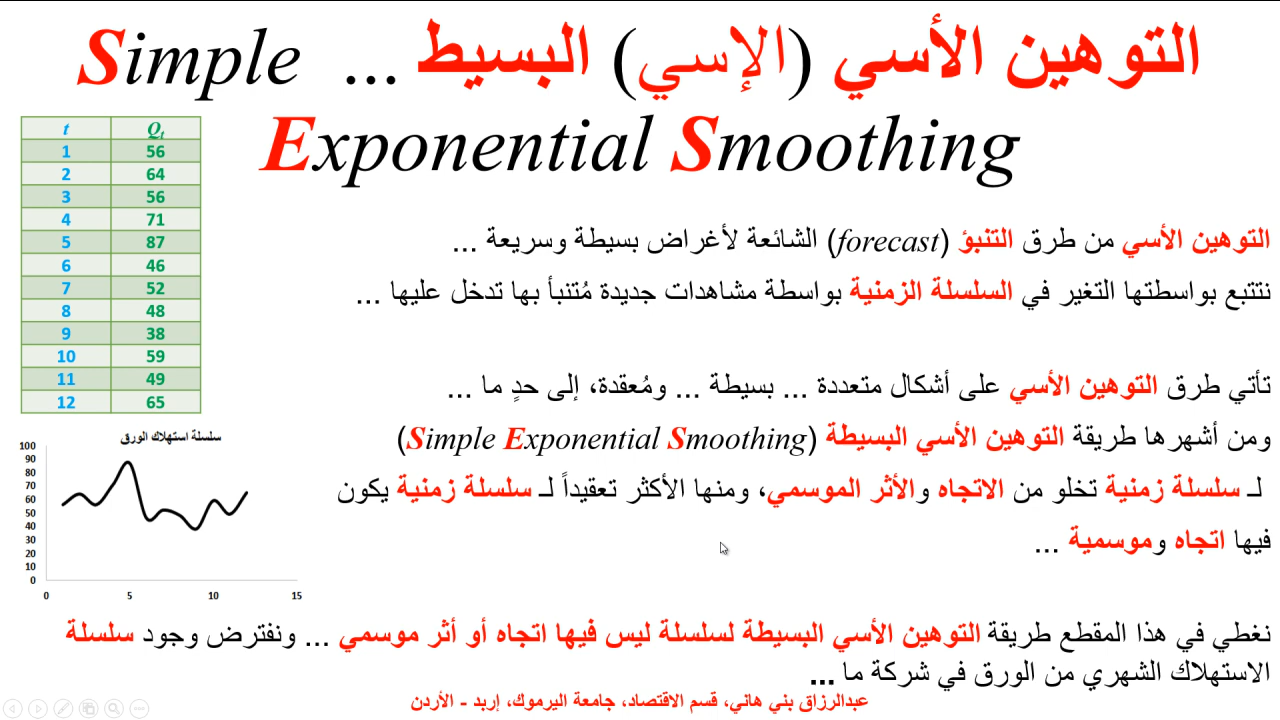 التوهين الأسي (الإسي) البسيط ... Simple
Exponential Smoothing
t Qt
1 56
2 64
3 56
4 71
5 87
6 46
7 52
8 48
9 38
10 59
11 49
12 65
التوهين الأسي من طرق التنبؤ (forecast) الشائعة لأغراض بسيطة وسريعة ...
نتتبع بواسطتها التغير في السلسلة الزمنية بواسطة مشاهدات جديدة مُتنبأ بها تدخل عليها ...
تأتي طرق التوهين الأسي على أشكال متعددة ... بسيطة ... ومُعقدة، إلى حدٍ ما ...
ومن أشهرها طريقة التوهين الأسي البسيطة (Simple Exponential Smoothing)
لـ سلسلة زمنية تخلو من الاتجاه والأثر الموسمي، ومنها الأكثر تعقيداً لـ سلسلة زمنية يكون
فيها اتجاه وموسمية ...
سلسلة استهلاك الورق
100
90
80
70
60
50
40
30
20
10
0
0 5 10 15
نغطي في هذا المقطع طريقة التوهين الأسي البسيطة لسلسلة ليس فيها اتجاه أو أثر موسمي ... ونفترض وجود سلسلة
الاستهلاك الشهري من الورق في شركة ما ...
عبدالرزاق بني هاني، قسم الاقتصاد، جامعة اليرموك، إربد - الأردن